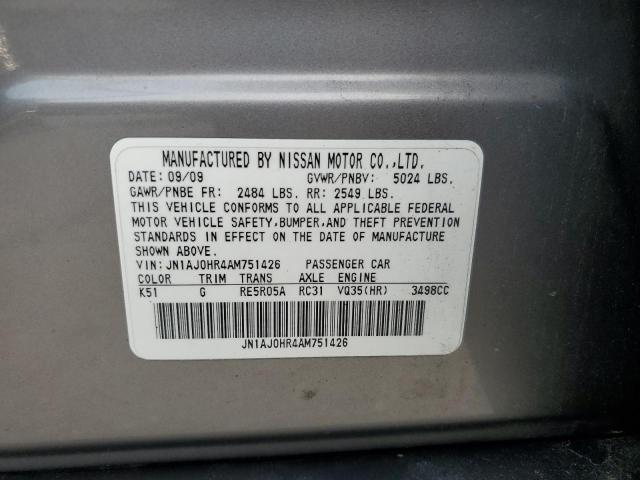 MANUFACTURED BY NISSAN MOTOR CO.,LTD.
DATE: 09/09 GVWR/PNBV: 5024 LBS.
GAWR/PNBE FR: 2484 LBS. RR: 2549 LBS.
THIS VEHICLE CONFORMS TO ALL APPLICABLE FEDERAL
MOTOR VEHICLE SAFETY,BUMPER,AND THEFT PREVENTION
STANDARDS IN EFFECT ON THE DATE OF MANUFACTURE
SHOWN ABOVE.
VIN: JN1AJ0HR4AM751426 PASSENGER CAR
COLOR TRIM TRANS AXLE ENGINE
K51 G RE5R05A RC31 VQ35(HR) 3498CC
JN1AJ0HR4AM751426